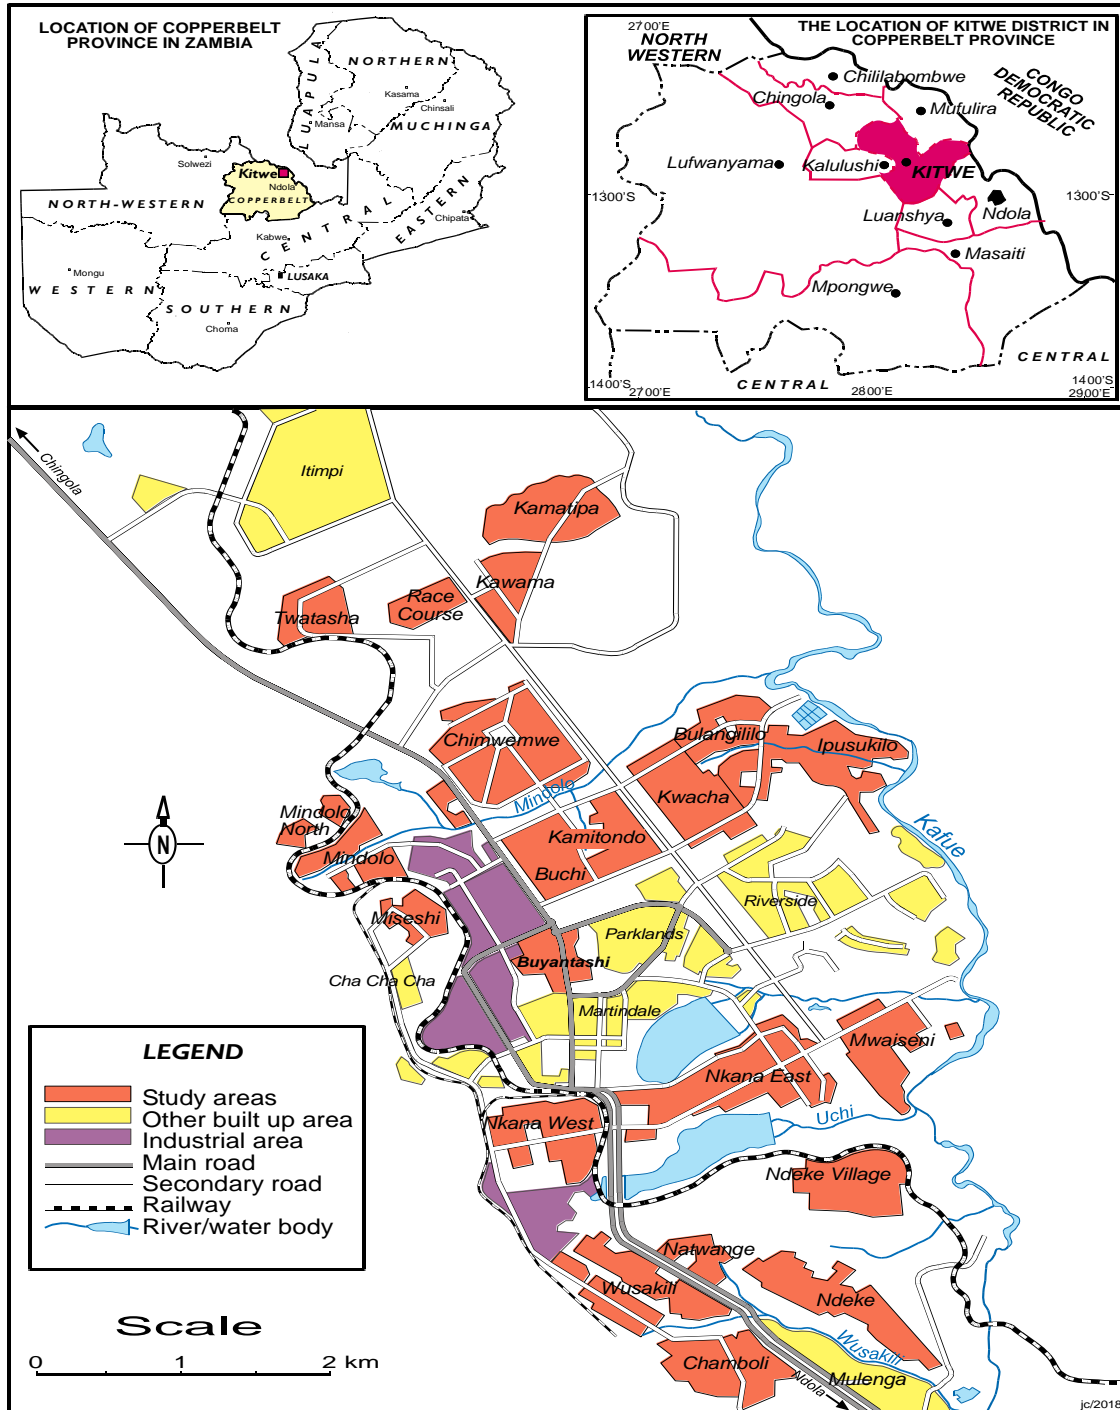 LOCATION OF COPPERBELT
PROVINCE IN ZAMBIA
LUAPULA
NORTHERN
Kasama
Chinsali
Mansa
MUCHINGA
Solwezi
Kitwe
Ndola
COPPERBELT
NORTH-WESTERN
CENTRAL
EASTERN
Chipata
Kabwe
Mongu
LUSAKA
WESTERN
SOUTHERN
Choma
THE LOCATION OF KITWE DISTRICT IN
COPPERBELT PROVINCE
2700'E
NORTH
WESTERN
Chililabombwe
Chingola
Mufulira
CONGO
DEMOCRATIC
REPUBLIC
Lufwanyama
Kalulushi
KITWE
1300'S
1300'S
Luanshya
Ndola
Masaiti
Mpongwe
CENTRAL
CENTRAL
1400'S
1400'S
2700'E
2800'E
2900'E
Chingola
Itimpi
Kamatipa
Kawama
Race
Course
Twatasha
Chimwemwe
Bulangililo
Ipusukilo
Mindolo
Kwacha
Mindolo
North
Kamitondo
Kafue
Mindolo
Buchi
Riverside
Miseshi
Parklands
Buyantashi
Cha Cha Cha
Martindale
Mwaiseni
Nkana East
Uchi
Nkana West
Ndeke Village
Natwange
Wusakili
Ndeke
Wusakili
Chamboli
Mulenga
Ndola
N
LEGEND
Study areas
Other built up area
Industrial area
Main road
Secondary road
Railway
River/water body
Scale
0 1 2 km
jc/2018